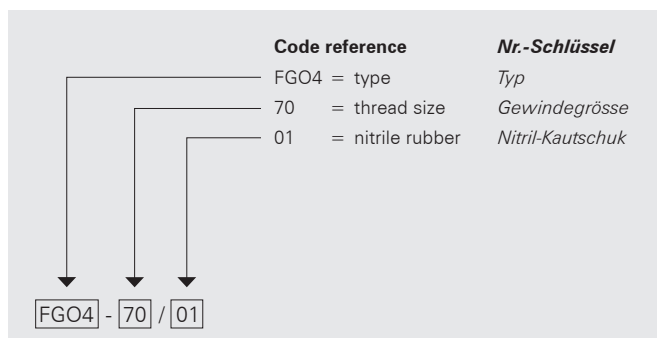 Code reference Nr.-Schlüssel
FGO4 = type Typ
70 = thread size Gewindegrösse
01 = nitrile rubber Nitril-Kautschuk
FGO4 - 70 / 01